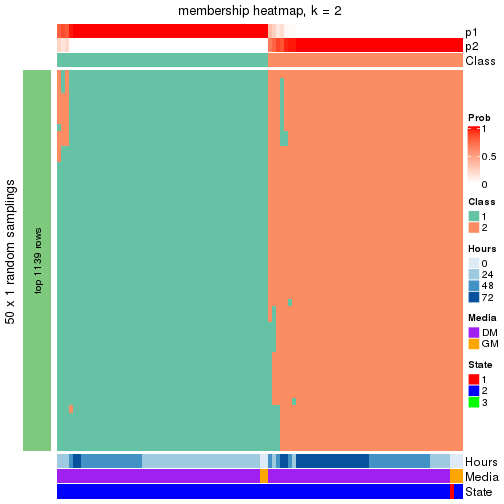 membership heatmap, k = 2
p1
p2
Class
50 x 1 random samplings
top 1139 rows
Prob
1
0.5
0
Class
1
2
Hours
0
24
48
72
Media
DM
GM
State
1
2
3
Hours
Media
State